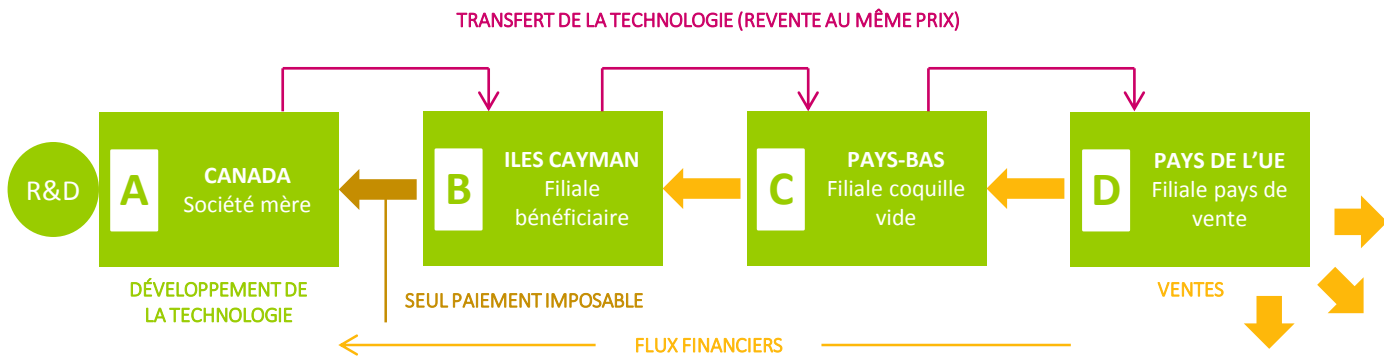 TRANSFERT DE LA TECHNOLOGIE (REVENTE AU MÊME PRIX)
R&D
A
CANADA
Société mère
B
ILES CAYMAN
Filiale
bénéficiaire
C
PAYS-BAS
Filiale coquille
vide
D
PAYS DE L’UE
Filiale pays de
vente
DÉVELOPPEMENT DE
LA TECHNOLOGIE
SEUL PAIEMENT IMPOSABLE
VENTES
FLUX FINANCIERS